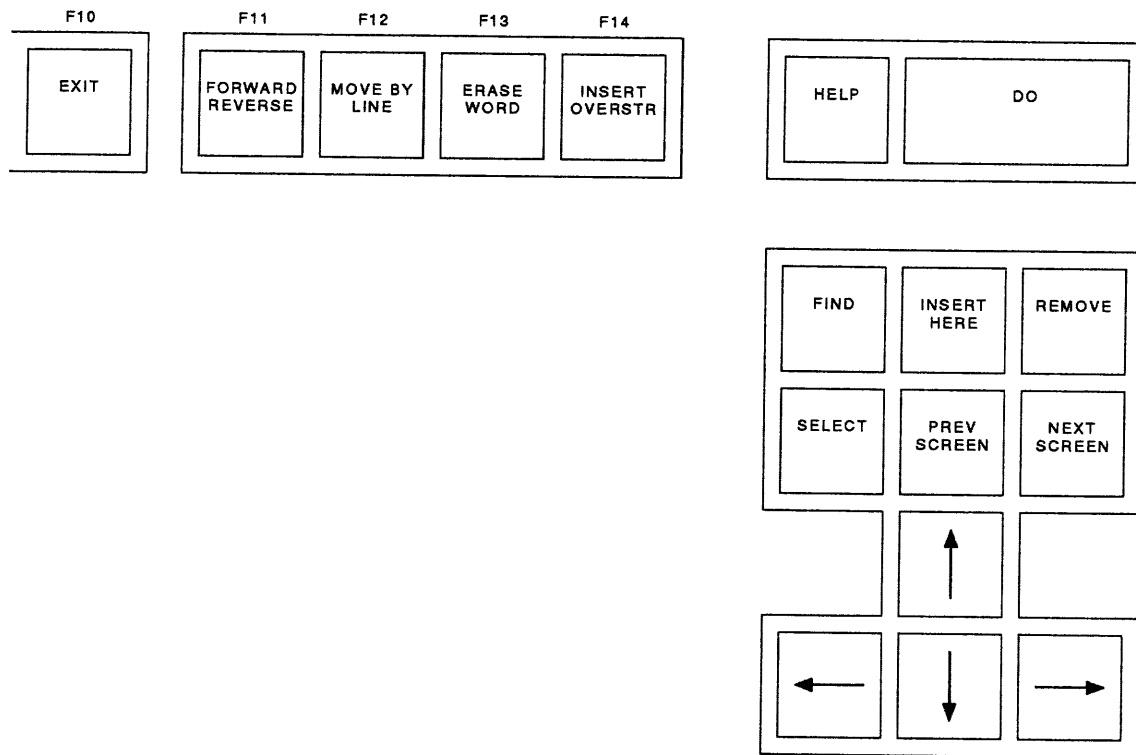 F10 F11 F12 F13 F14
EXIT
FORWARD
REVERSE
MOVE BY
LINE
ERASE
WORD
INSERT
OVERSTR
HELP
DO
FIND
INSERT
HERE
REMOVE
SELECT
PREV
SCREEN
NEXT
SCREEN